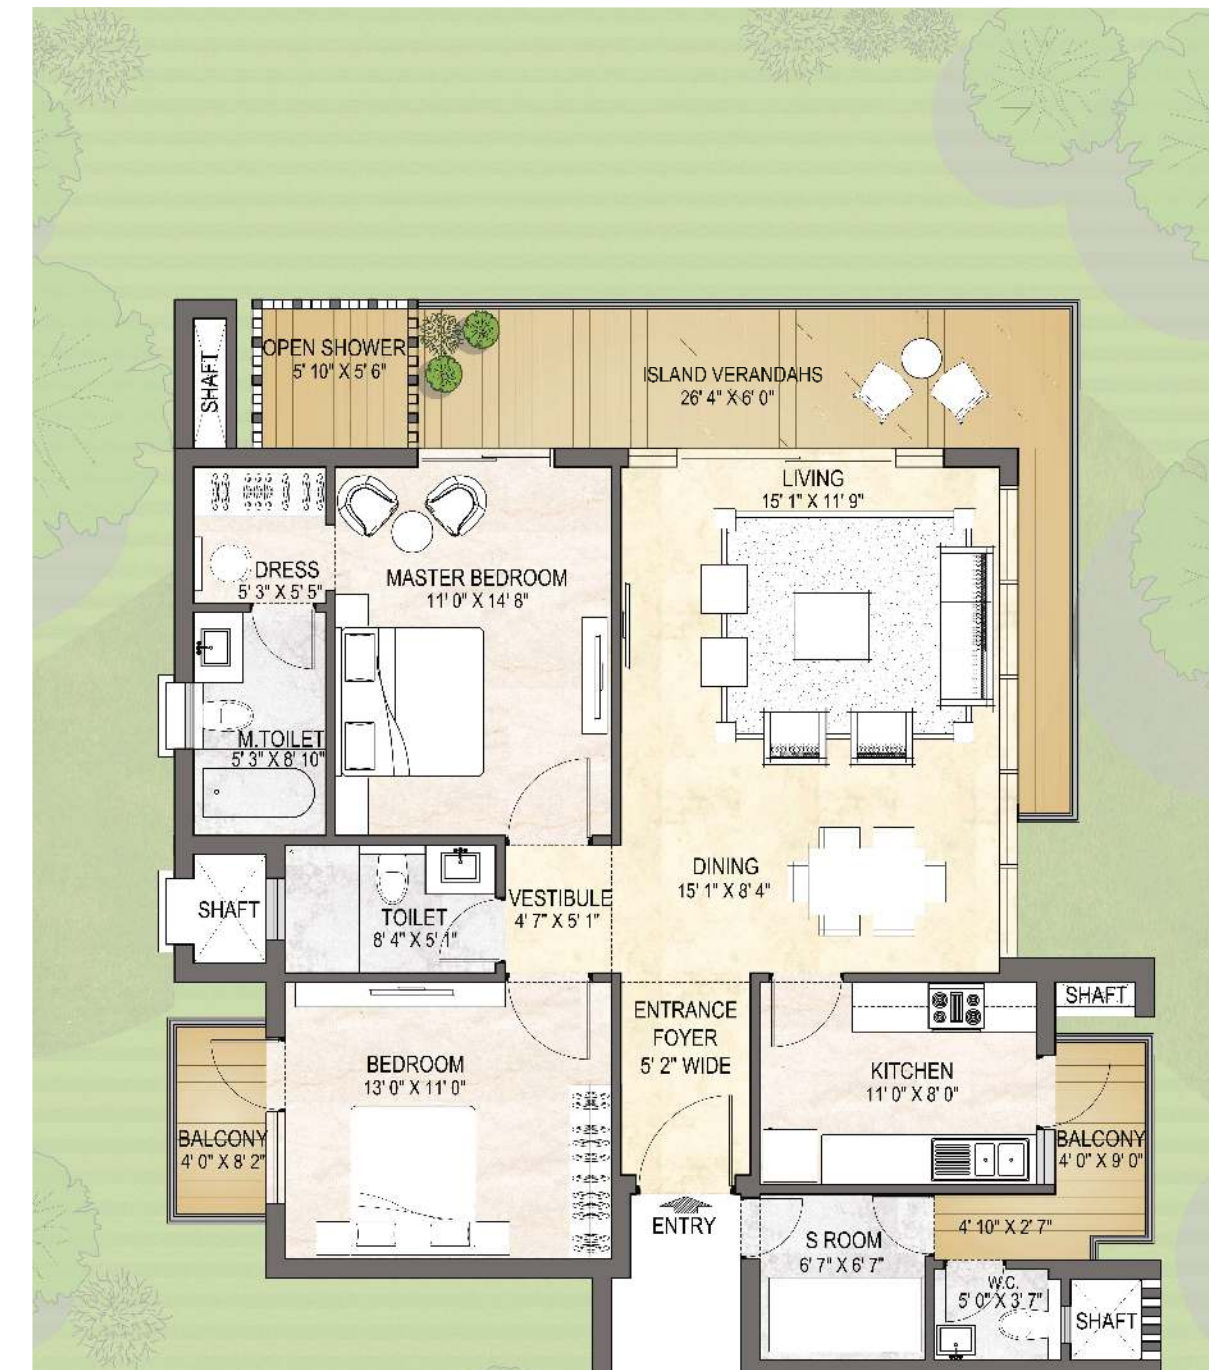 OPEN SHOWER
5' 10" X 5' 6"
SHAFT
ISLAND VERANDAHS
26' 4" X 6' 0"
LIVING
15' 1" X 11' 9"
DRESS
5' 3" X 5' 5"
MASTER BEDROOM
11' 0" X 14' 8"
M.TOILET
5' 3" X 8' 10"
DINING
15' 1" X 8' 4"
VESTIBULE
4' 7" X 5' 1"
SHAFT
TOILET
8' 4" X 5' 1"
SHAFT
ENTRANCE
FOYER
5' 2" WIDE
BEDROOM
13' 0" X 11' 0"
KITCHEN
11' 0" X 8' 0"
BALCONY
4' 0" X 8' 2"
BALCONY
4' 0" X 9' 0"
ENTRY
S ROOM
6' 7" X 6' 7"
4' 10" X 2' 7"
W.C.
5' 0" X 3' 7"
SHAFT